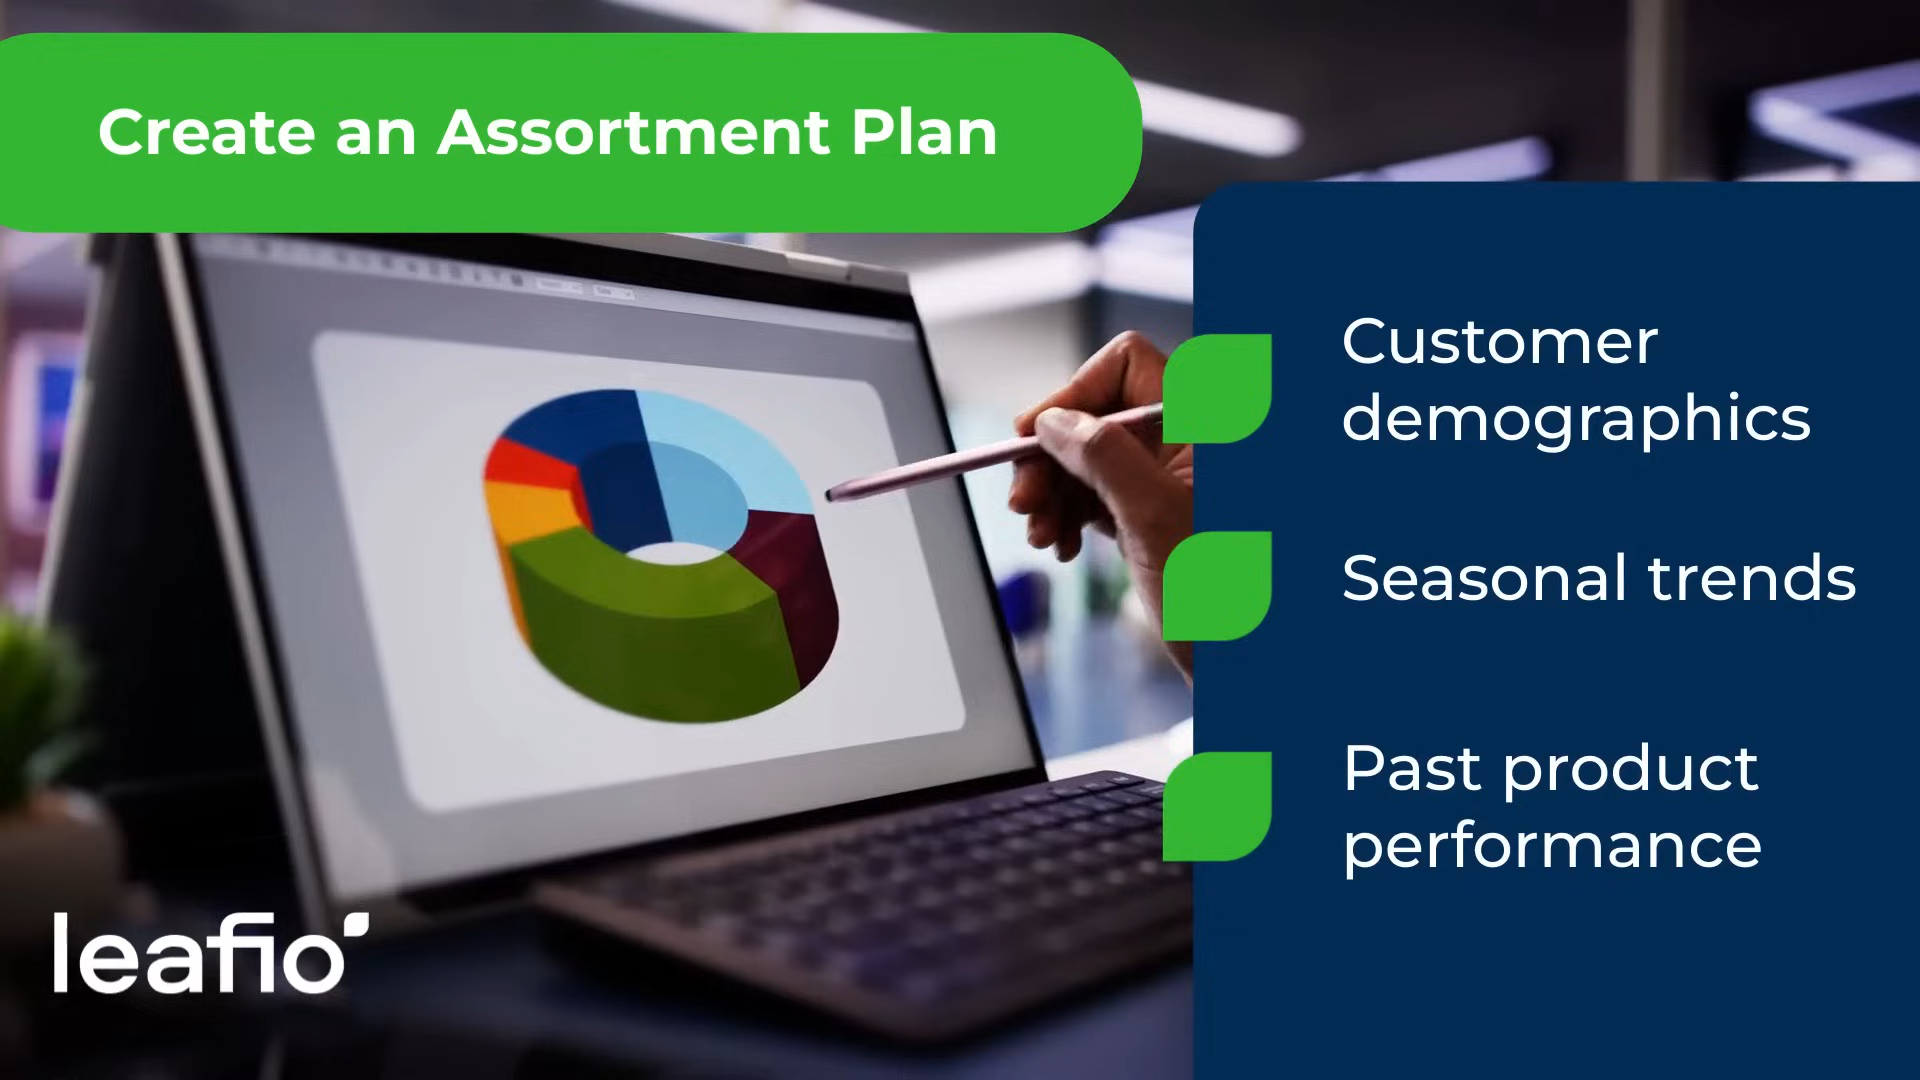 Create an Assortment Plan
Customer
demographics
Seasonal trends
Past product
performance
leafio